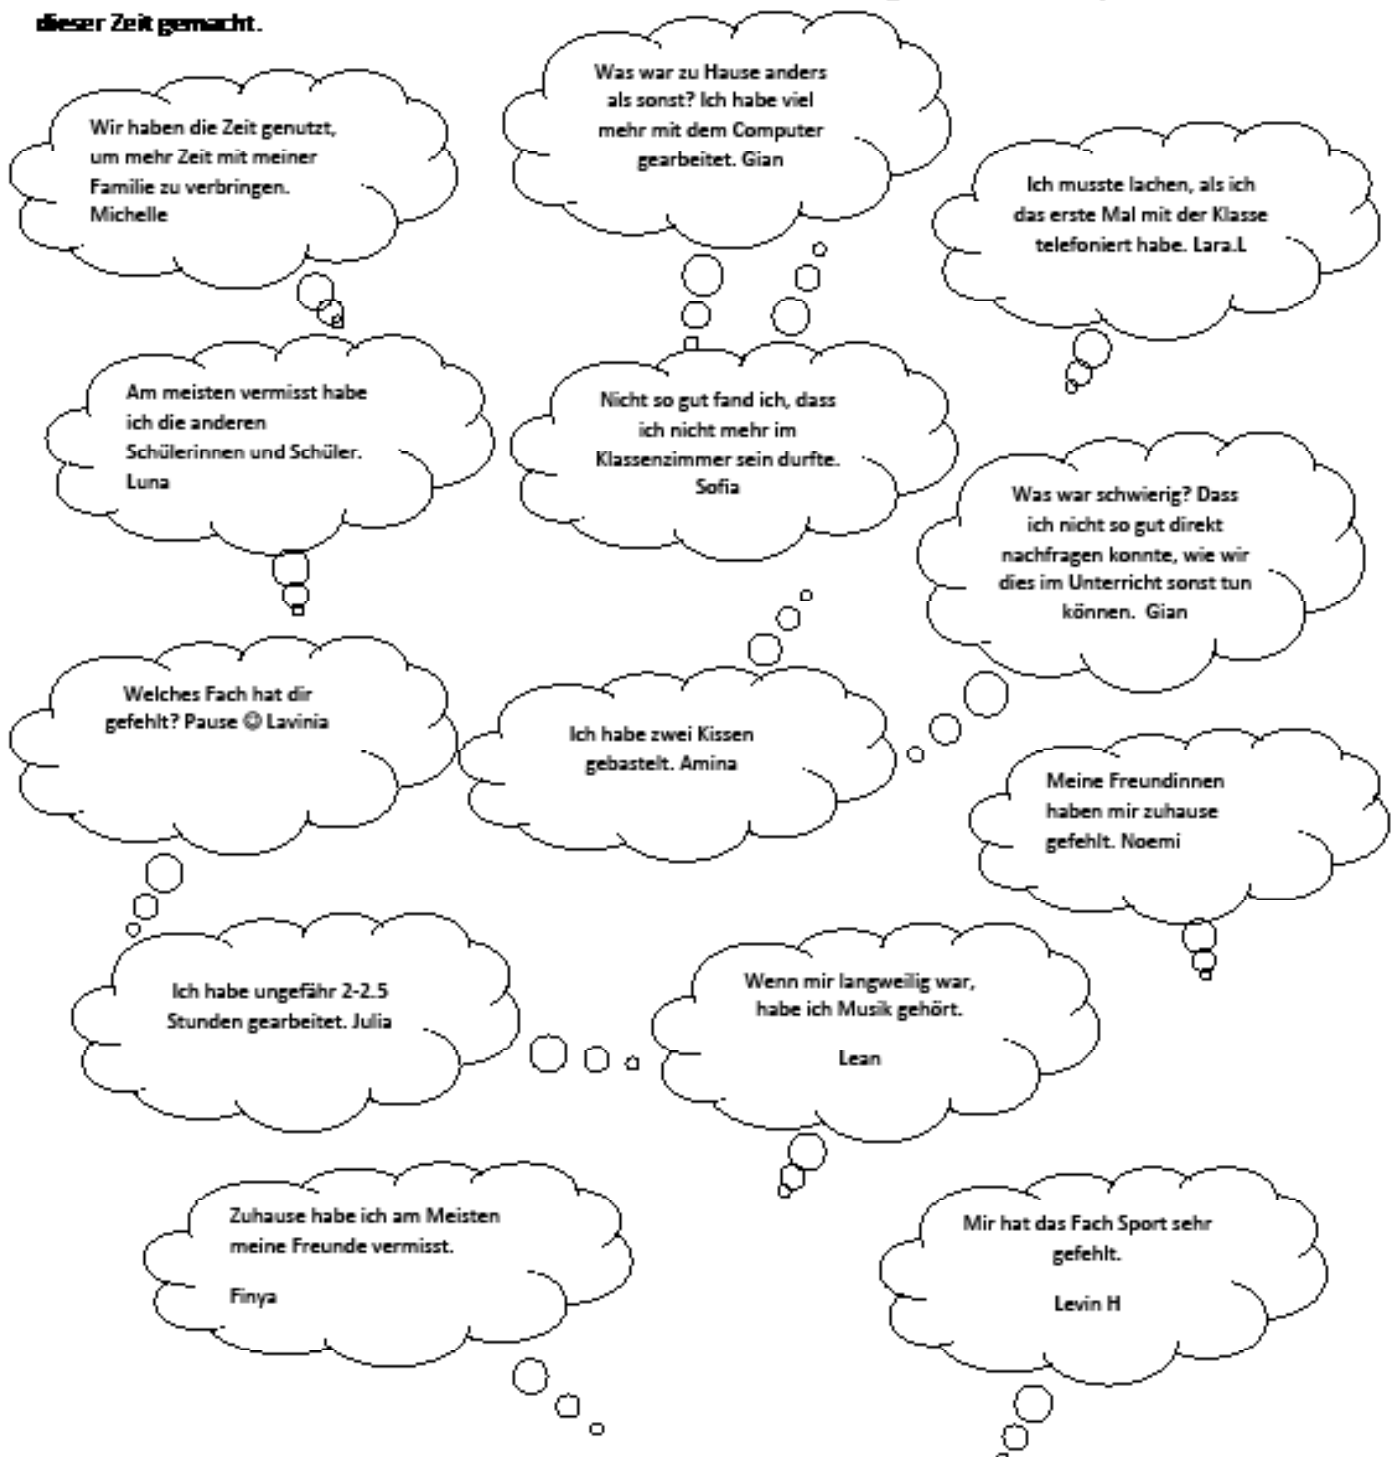 dieser Zeit gemacht.
Wir haben die Zeit genutzt,
um mehr Zeit mit meiner
Familie zu verbringen.
Michelle
Was war zu Hause anders
als sonst? Ich habe viel
mehr mit dem Computer
gearbeitet. Gian
Ich musste lachen, als ich
das erste Mal mit der Klasse
telefoniert habe. Lara.L
Am meisten vermisst habe
ich die anderen
Schülerinnen und Schüler.
Luna
Nicht so gut fand ich, dass
ich nicht mehr im
Klassenzimmer sein durfte.
Sofia
Was war schwierig? Dass
ich nicht so gut direkt
nachfragen konnte, wie wir
dies im Unterricht sonst tun
können. Gian
Welches Fach hat dir
gefehlt? Pause ☺ Lavinia
Ich habe zwei Kissen
gebastelt. Amina
Meine Freundinnen
haben mir zuhause
gefehlt. Noemi
Ich habe ungefähr 2-2.5
Stunden gearbeitet. Julia
Wenn mir langweilig war,
habe ich Musik gehört.
Lean
Zuhause habe ich am Meisten
meine Freunde vermisst.
Finya
Mir hat das Fach Sport sehr
gefehlt.
Levin H